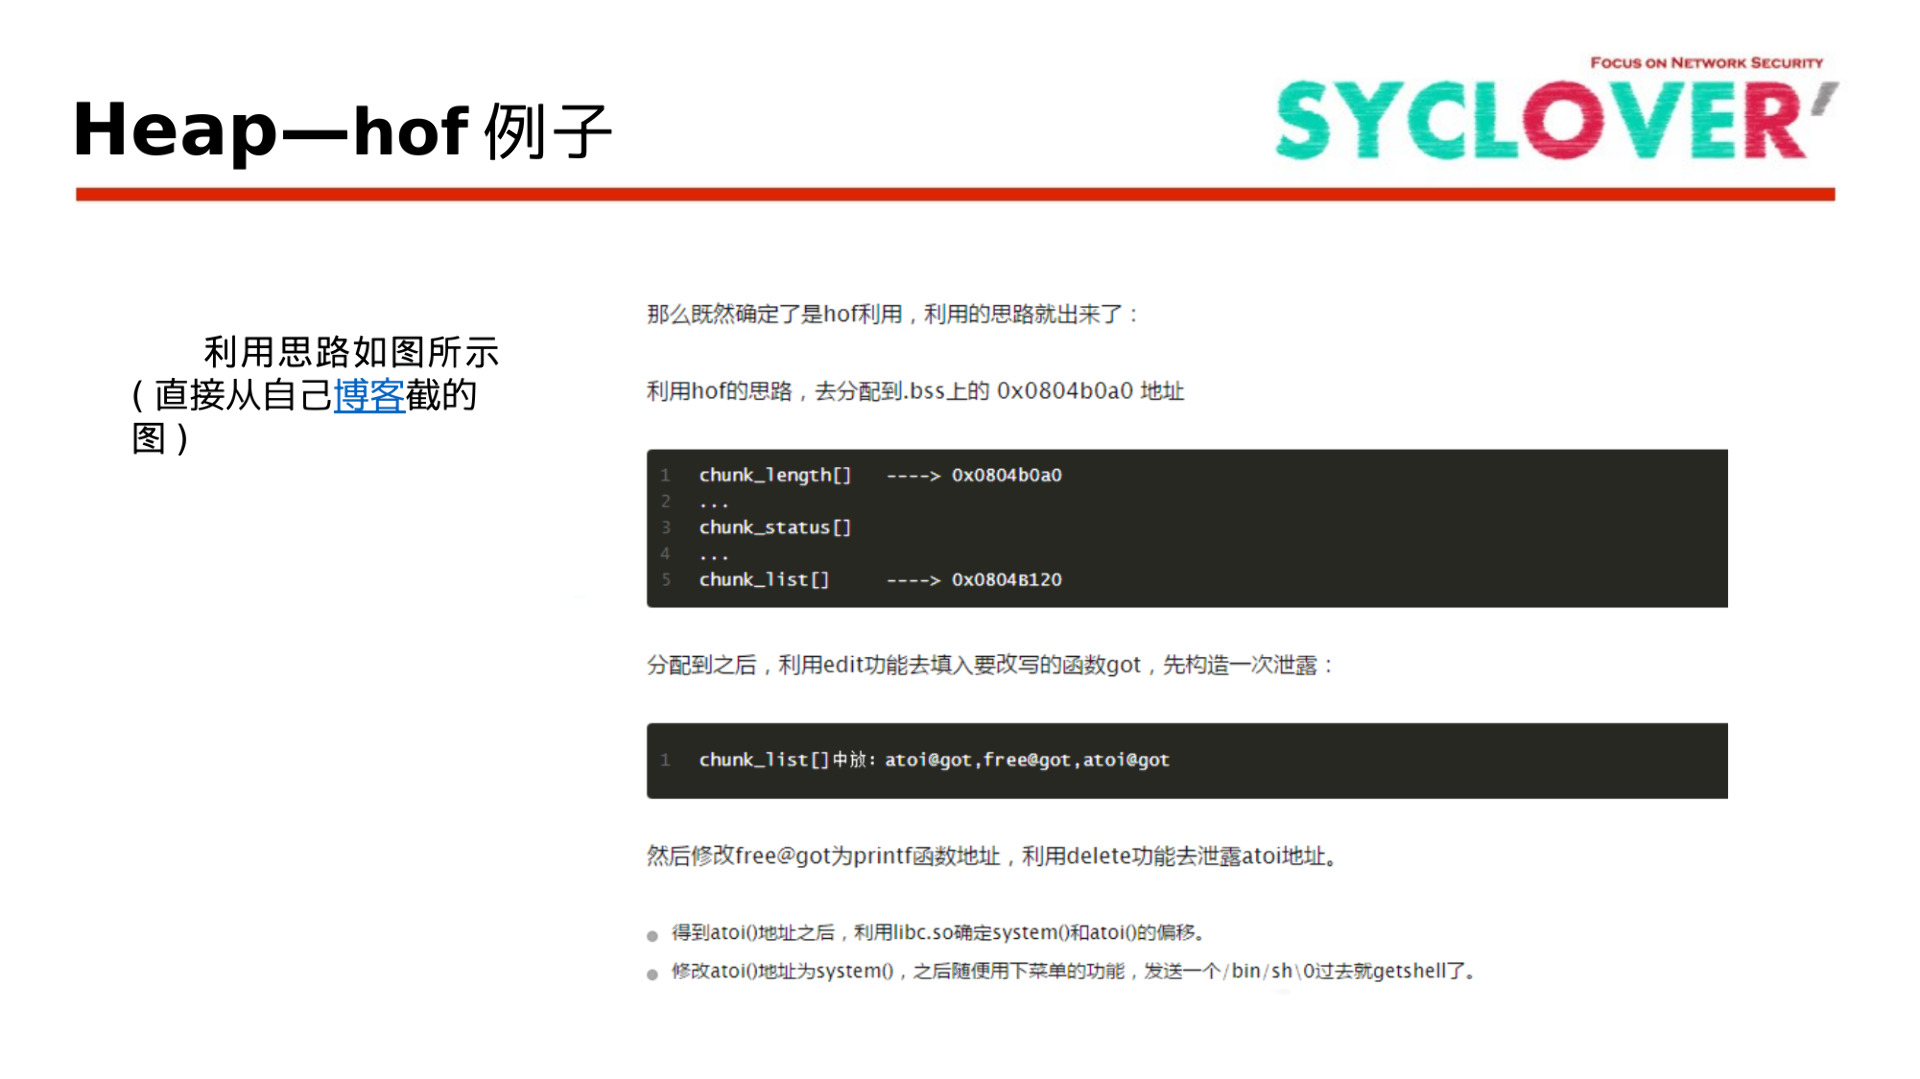 FOCUS ON NETWORK SECURITY
SYCLOVER'
Heap—hof 例子
利用思路如图所示
( 直接从自己博客截的
图 )
那么既然确定了是hof利用，利用的思路就出来了：
利用hof的思路，去分配到.bss上的 0x0804b0a0 地址
1 chunk_length[] ----> 0x0804b0a0
2 ...
3 chunk_status[]
4 ...
5 chunk_list[] ----> 0x0804B120
分配到之后，利用edit功能去填入要改写的函数got，先构造一次泄露：
1 chunk_list[]中放：atoi@got,free@got,atoi@got
然后修改free@got为printf函数地址，利用delete功能去泄露atoi地址。
得到atoi()地址之后，利用libc.so确定system()和atoi()的偏移。
修改atoi()地址为system()，之后随便用下菜单的功能，发送一个/bin/sh\0过去就getshell了。